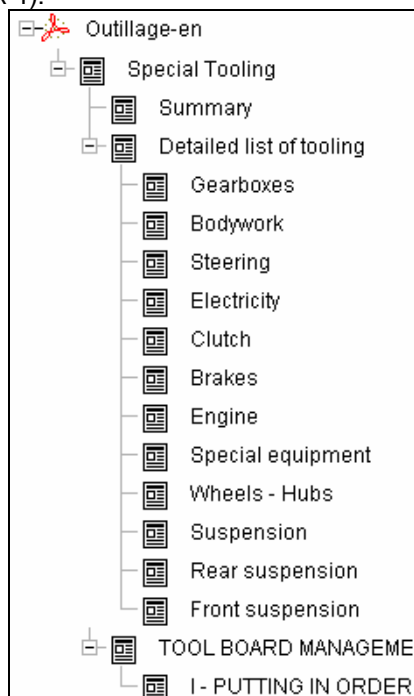 Outillage-en
Special Tooling
Summary
Detailed list of tooling
Gearboxes
Bodywork
Steering
Electricity
Clutch
Brakes
Engine
Special equipment
Wheels - Hubs
Suspension
Rear suspension
Front suspension
TOOL BOARD MANAGEME
I - PUTTING IN ORDER